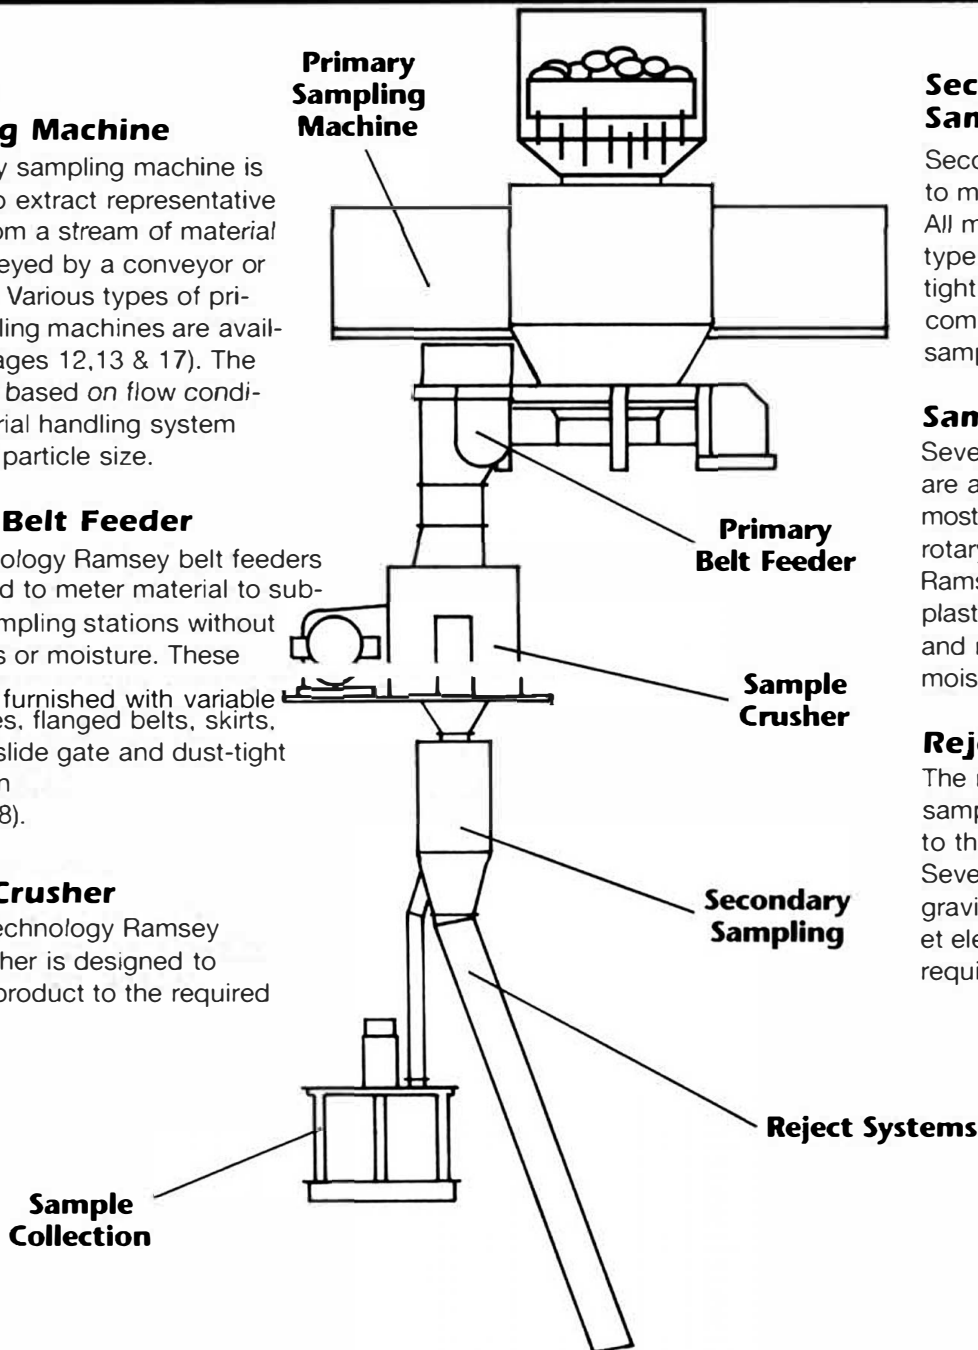 Primary
Sampling
Machine
g Machine
y sampling machine is
o extract representative
om a stream of material
eyed by a conveyor or
Various types of pri-
ling machines are avail-
ages 12,13 & 17). The
based on flow condi-
rial handling system
particle size.
Belt Feeder
ology Ramsey belt feeders
d to meter material to sub-
mpling stations without
s or moisture. These
furnished with variable
es, flanged belts, skirts,
slide gate and dust-tight
n
8).
Crusher
echnology Ramsey
her is designed to
product to the required
Sample
Collection
Primary
Belt Feeder
Sample
Crusher
Secondary
Sampling
Reject Systems
Sec
Sam
Seco
to m
All m
type
tight
com
samp
Sam
Seve
are a
most
rotary
Rams
plast
and r
mois
Reje
The r
samp
to th
Seve
gravi
et ele
requi